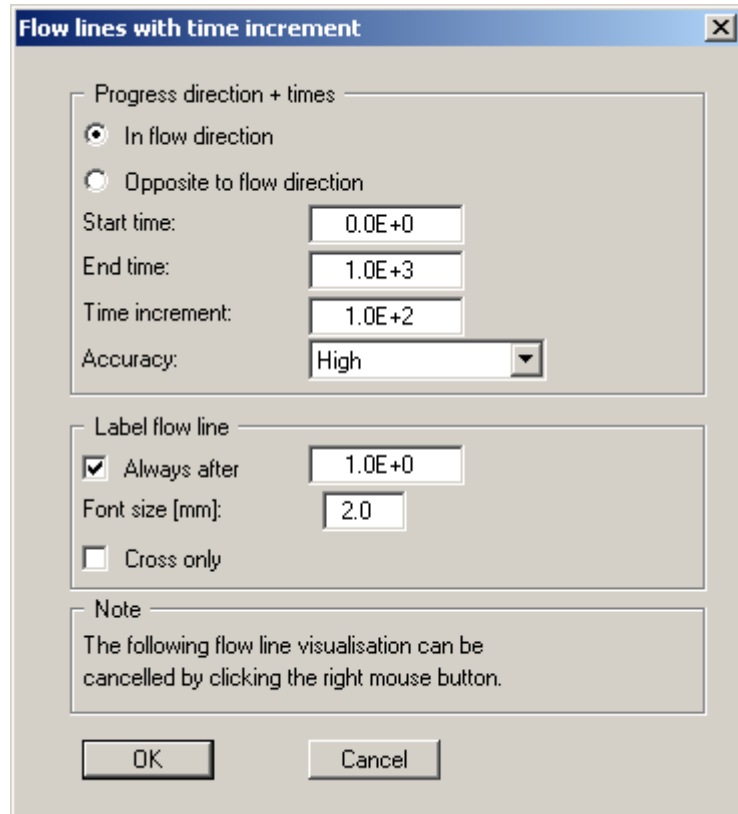 Flow lines with time increment
Progress direction + times
In flow direction
Opposite to flow direction
Start time: 0.0E+0
End time: 1.0E+3
Time increment: 1.0E+2
Accuracy: High
Label flow line
Always after 1.0E+0
Font size [mm]: 2.0
Cross only
Note
The following flow line visualisation can be
cancelled by clicking the right mouse button.
OK Cancel